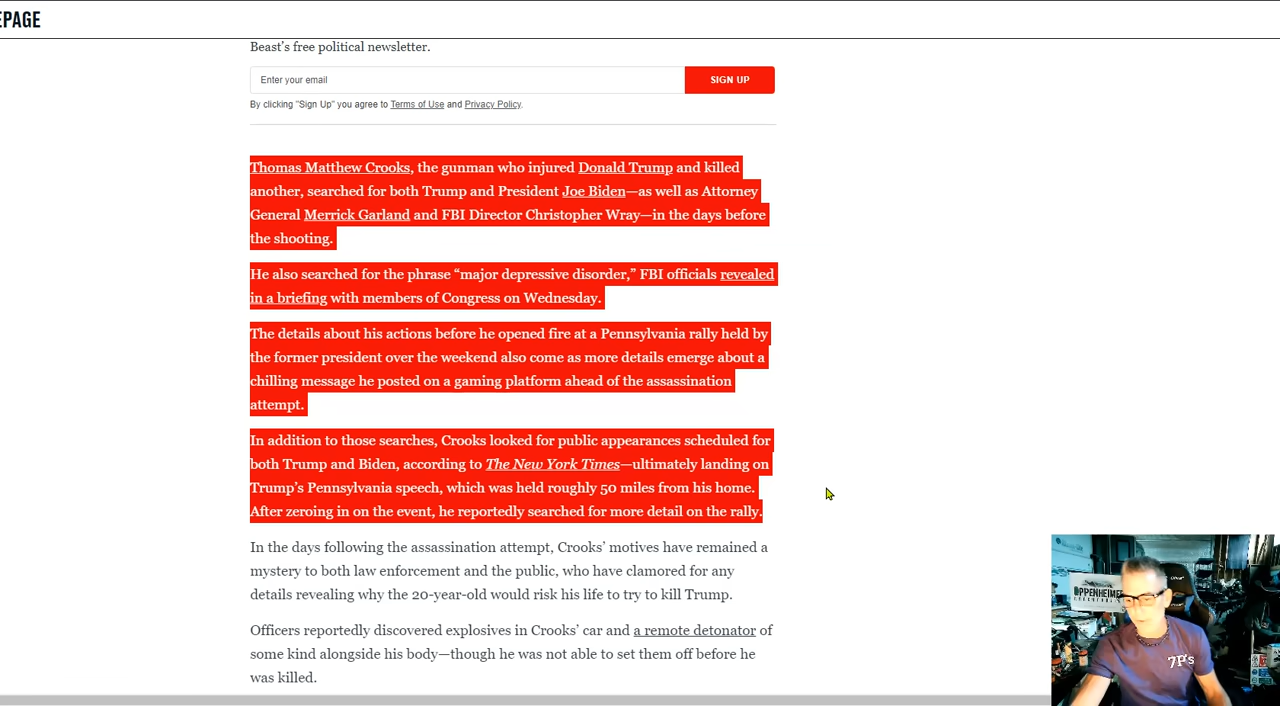 EPAGE
Beast's free political newsletter.
Enter your email
SIGN UP
By clicking "Sign Up" you agree to Terms of Use and Privacy Policy.
Thomas Matthew Crooks, the gunman who injured Donald Trump and killed
another, searched for both Trump and President Joe Biden—as well as Attorney
General Merrick Garland and FBI Director Christopher Wray—in the days before
the shooting.
He also searched for the phrase “major depressive disorder,” FBI officials revealed
in a briefing with members of Congress on Wednesday.
The details about his actions before he opened fire at a Pennsylvania rally held by
the former president over the weekend also come as more details emerge about a
chilling message he posted on a gaming platform ahead of the assassination
attempt.
In addition to those searches, Crooks looked for public appearances scheduled for
both Trump and Biden, according to The New York Times—ultimately landing on
Trump’s Pennsylvania speech, which was held roughly 50 miles from his home.
After zeroing in on the event, he reportedly searched for more detail on the rally.
In the days following the assassination attempt, Crooks’ motives have remained a
mystery to both law enforcement and the public, who have clamored for any
details revealing why the 20-year-old would risk his life to try to kill Trump.
Officers reportedly discovered explosives in Crooks’ car and a remote detonator of
some kind alongside his body—though he was not able to set them off before he
was killed.
OPPENHEIMER
7P's